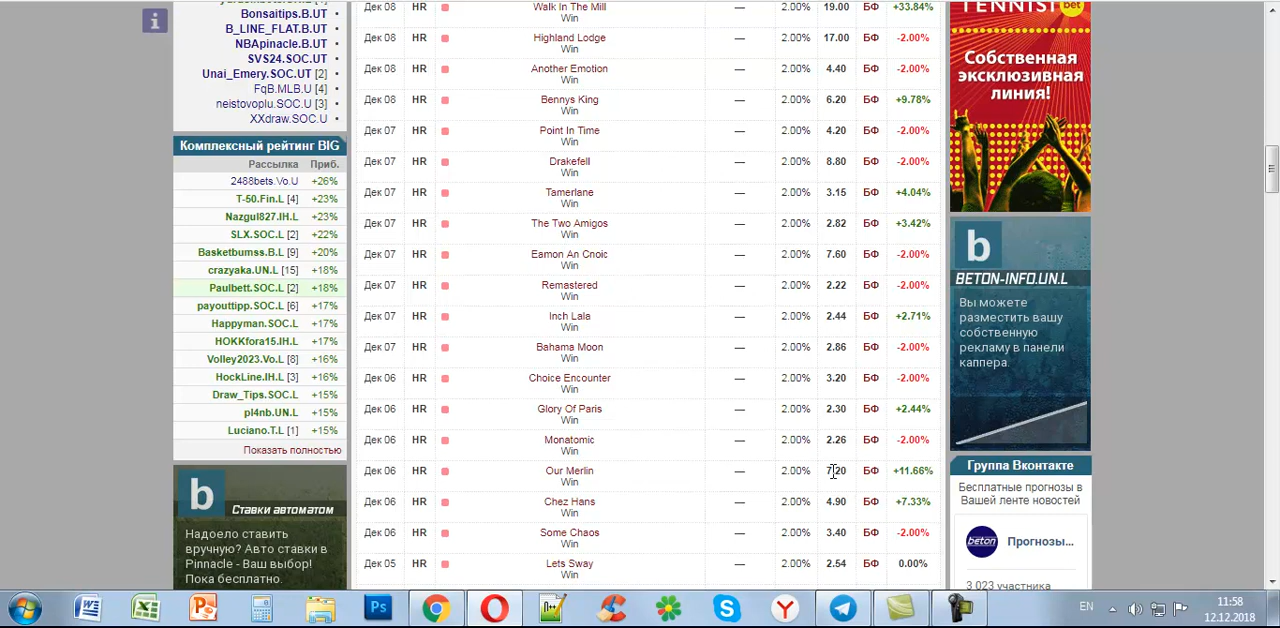 Bonsaitips.B.UT
B_LINE_FLAT.B.UT
NBApinacle.B.UT
SVS24.SOC.UT
Unai_Emery.SOC.UT [2]
FqB.MLB.U [4]
neistovoplu.SOC.U [3]
XXdraw.SOC.U
Комплексный рейтинг BIG
Рассылка Приб.
2488bets.Vo.U +26%
T-50.Fin.L [4] +23%
Nazgul827.IH.L +23%
SLX.SOC.L [2] +22%
Basketbumss.B.L [9] +20%
crazyaka.UN.L [15] +18%
Paulbett.SOC.L [2] +18%
payouttipp.SOC.L [6] +17%
Happyman.SOC.L +17%
HOKKfora15.IH.L +17%
Volley2023.Vo.L [8] +16%
HockLine.IH.L [3] +16%
Draw_Tips.SOC.L +15%
pl4nb.UN.L +15%
Luciano.T.L [1] +15%
Показать полностью
b Ставки автоматом
Надоело ставить
вручную? Авто ставки в
Pinnacle - Ваш выбор!
Пока бесплатно.
Дек 08 HR Walk In The Mill — 2.00% 19.00 БФ +33.84%
Win
Дек 08 HR Highland Lodge — 2.00% 17.00 БФ -2.00%
Win
Дек 08 HR Another Emotion — 2.00% 4.40 БФ -2.00%
Win
Дек 08 HR Bennys King — 2.00% 6.20 БФ +9.78%
Win
Дек 07 HR Point In Time — 2.00% 4.20 БФ -2.00%
Win
Дек 07 HR Drakefell — 2.00% 8.80 БФ -2.00%
Win
Дек 07 HR Tamerlane — 2.00% 3.15 БФ +4.04%
Win
Дек 07 HR The Two Amigos — 2.00% 2.82 БФ +3.42%
Win
Дек 07 HR Eamon An Cnoic — 2.00% 7.60 БФ -2.00%
Win
Дек 07 HR Remastered — 2.00% 2.22 БФ -2.00%
Win
Дек 07 HR Inch Lala — 2.00% 2.44 БФ +2.71%
Win
Дек 07 HR Bahama Moon — 2.00% 2.86 БФ -2.00%
Win
Дек 06 HR Choice Encounter — 2.00% 3.20 БФ -2.00%
Win
Дек 06 HR Glory Of Paris — 2.00% 2.30 БФ +2.44%
Win
Дек 06 HR Monatomic — 2.00% 2.26 БФ -2.00%
Win
Дек 06 HR Our Merlin — 2.00% 7.20 БФ +11.66%
Win
Дек 06 HR Chez Hans — 2.00% 4.90 БФ +7.33%
Win
Дек 06 HR Some Chaos — 2.00% 3.40 БФ -2.00%
Win
Дек 05 HR Lets Sway — 2.00% 2.54 БФ 0.00%
Win
TENNISI bet
Собственная
эксклюзивная
линия!
b
BETON-INFO.UN.L
Вы можете
разместить вашу
собственную
рекламу в панели
каппера.
Группа Вконтакте
Бесплатные прогнозы в
Вашей ленте новостей
beton Прогнозы...
3 023 участника
EN
11:58
12.12.2018